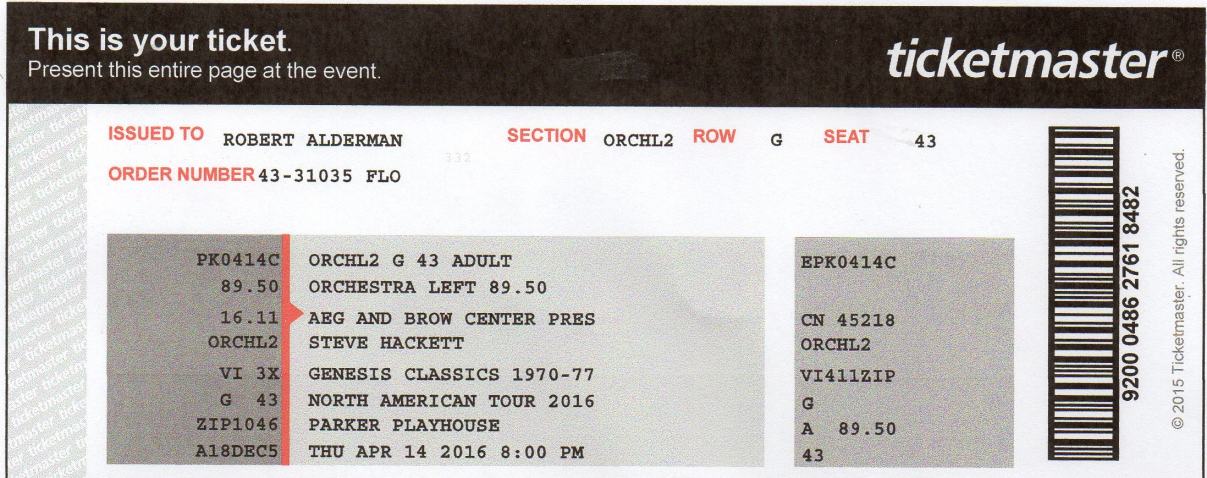 This is your ticket.
Present this entire page at the event.
ticketmaster®
ISSUED TO ROBERT ALDERMAN SECTION ORCHL2 ROW G SEAT 43
332
ORDER NUMBER 43-31035 FLO
PK0414C ORCHL2 G 43 ADULT EPK0414C
89.50 ORCHESTRA LEFT 89.50
16.11 AEG AND BROW CENTER PRES CN 45218
ORCHL2 STEVE HACKETT ORCHL2
VI 3X GENESIS CLASSICS 1970-77 VI411ZIP
G 43 NORTH AMERICAN TOUR 2016 G
ZIP1046 PARKER PLAYHOUSE A 89.50
A18DEC5 THU APR 14 2016 8:00 PM 43
9200 0486 2761 8482
© 2015 Ticketmaster. All rights reserved.